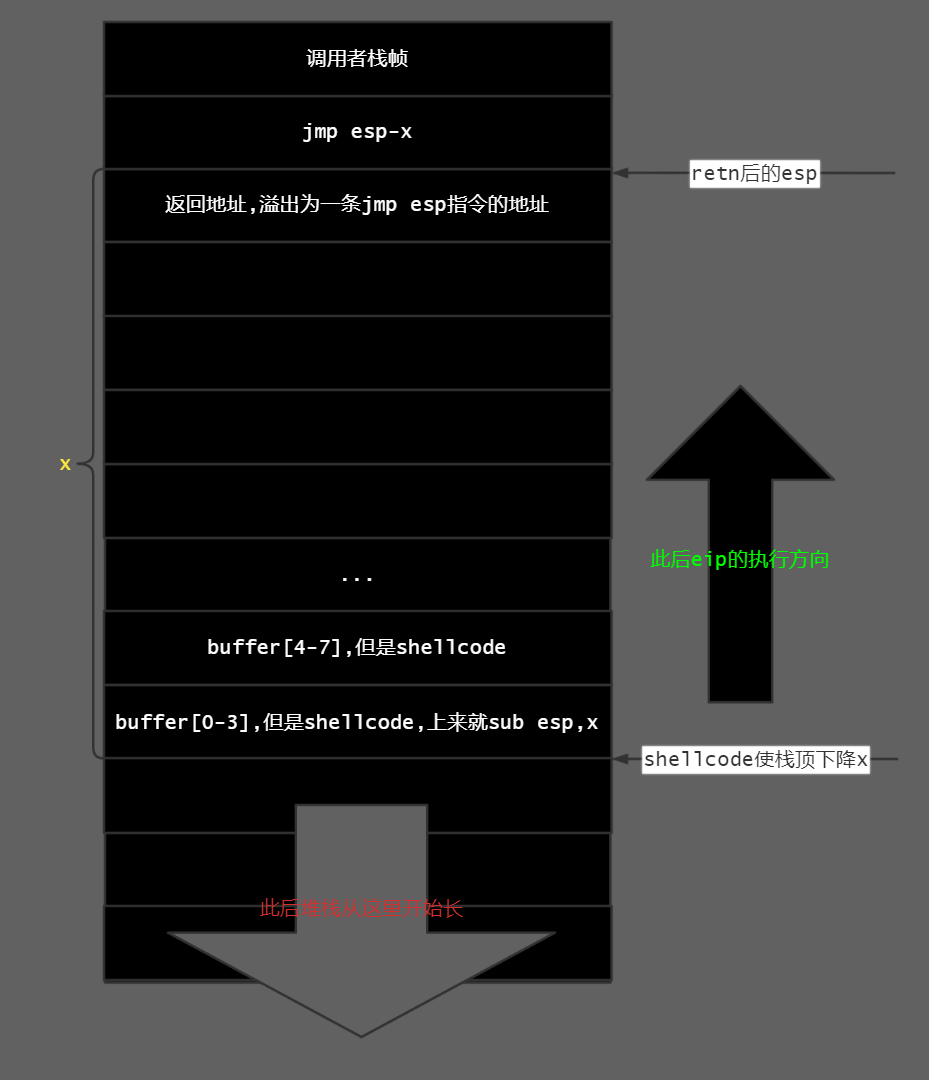 调用者栈帧
jmp esp-x
retn后的esp
返回地址,溢出为一条jmp esp指令的地址
x
此后eip的执行方向
...
buffer[4-7],但是shellcode
buffer[0-3],但是shellcode,上来就sub esp,x
shellcode使栈顶下降x
此后堆栈从这里开始长